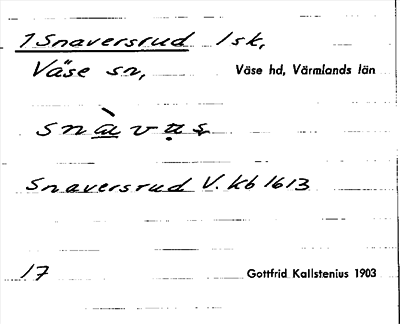 1 Snaversrud 1 sk,
Väse sn,
Väse hd, Värmlands län
Snaversrud V. Kb 1613
17
Gottfrid Kallstenius 1903